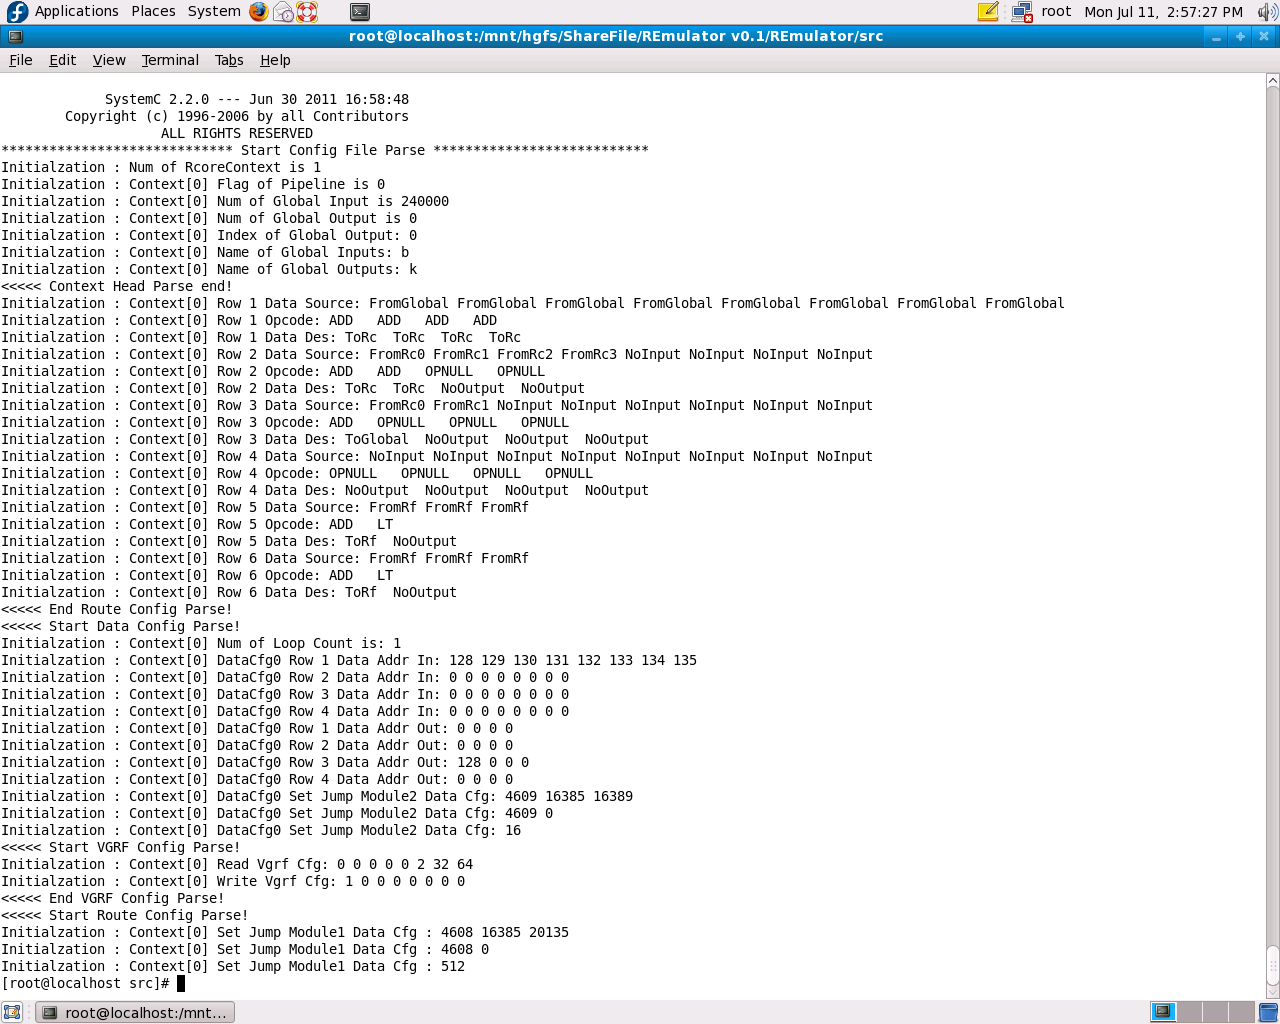 Applications Places System root Mon Jul 11, 2:57:27 PM
root@localhost:/mnt/hgfs/ShareFile/REmulator v0.1/REmulator/src
File Edit View Terminal Tabs Help
SystemC 2.2.0 --- Jun 30 2011 16:58:48
Copyright (c) 1996-2006 by all Contributors
ALL RIGHTS RESERVED
***************************** Start Config File Parse ***************************
Initialzation : Num of RcoreContext is 1
Initialzation : Context[0] Flag of Pipeline is 0
Initialzation : Context[0] Num of Global Input is 240000
Initialzation : Context[0] Num of Global Output is 0
Initialzation : Context[0] Index of Global Output: 0
Initialzation : Context[0] Name of Global Inputs: b
Initialzation : Context[0] Name of Global Outputs: k
<<<<< Context Head Parse end!
Initialzation : Context[0] Row 1 Data Source: FromGlobal FromGlobal FromGlobal FromGlobal FromGlobal FromGlobal FromGlobal FromGlobal
Initialzation : Context[0] Row 1 Opcode: ADD   ADD   ADD   ADD
Initialzation : Context[0] Row 1 Data Des: ToRc  ToRc  ToRc  ToRc
Initialzation : Context[0] Row 2 Data Source: FromRc0 FromRc1 FromRc2 FromRc3 NoInput NoInput NoInput NoInput
Initialzation : Context[0] Row 2 Opcode: ADD   ADD   OPNULL   OPNULL
Initialzation : Context[0] Row 2 Data Des: ToRc  ToRc  NoOutput  NoOutput
Initialzation : Context[0] Row 3 Data Source: FromRc0 FromRc1 NoInput NoInput NoInput NoInput NoInput NoInput
Initialzation : Context[0] Row 3 Opcode: ADD   OPNULL   OPNULL   OPNULL
Initialzation : Context[0] Row 3 Data Des: ToGlobal  NoOutput  NoOutput  NoOutput
Initialzation : Context[0] Row 4 Data Source: NoInput NoInput NoInput NoInput NoInput NoInput NoInput NoInput
Initialzation : Context[0] Row 4 Opcode: OPNULL   OPNULL   OPNULL   OPNULL
Initialzation : Context[0] Row 4 Data Des: NoOutput  NoOutput  NoOutput  NoOutput
Initialzation : Context[0] Row 5 Data Source: FromRf FromRf FromRf
Initialzation : Context[0] Row 5 Opcode: ADD   LT
Initialzation : Context[0] Row 5 Data Des: ToRf  NoOutput
Initialzation : Context[0] Row 6 Data Source: FromRf FromRf FromRf
Initialzation : Context[0] Row 6 Opcode: ADD   LT
Initialzation : Context[0] Row 6 Data Des: ToRf  NoOutput
<<<<< End Route Config Parse!
<<<<< Start Data Config Parse!
Initialzation : Context[0] Num of Loop Count is: 1
Initialzation : Context[0] DataCfg0 Row 1 Data Addr In: 128 129 130 131 132 133 134 135
Initialzation : Context[0] DataCfg0 Row 2 Data Addr In: 0 0 0 0 0 0 0 0
Initialzation : Context[0] DataCfg0 Row 3 Data Addr In: 0 0 0 0 0 0 0 0
Initialzation : Context[0] DataCfg0 Row 4 Data Addr In: 0 0 0 0 0 0 0 0
Initialzation : Context[0] DataCfg0 Row 1 Data Addr Out: 0 0 0 0
Initialzation : Context[0] DataCfg0 Row 2 Data Addr Out: 0 0 0 0
Initialzation : Context[0] DataCfg0 Row 3 Data Addr Out: 128 0 0 0
Initialzation : Context[0] DataCfg0 Row 4 Data Addr Out: 0 0 0 0
Initialzation : Context[0] DataCfg0 Set Jump Module2 Data Cfg: 4609 16385 16389
Initialzation : Context[0] DataCfg0 Set Jump Module2 Data Cfg: 4609 0
Initialzation : Context[0] DataCfg0 Set Jump Module2 Data Cfg: 16
<<<<< Start VGRF Config Parse!
Initialzation : Context[0] Read Vgrf Cfg: 0 0 0 0 0 2 32 64
Initialzation : Context[0] Write Vgrf Cfg: 1 0 0 0 0 0 0 0
<<<<< End VGRF Config Parse!
<<<<< Start Route Config Parse!
Initialzation : Context[0] Set Jump Module1 Data Cfg : 4608 16385 20135
Initialzation : Context[0] Set Jump Module1 Data Cfg : 4608 0
Initialzation : Context[0] Set Jump Module1 Data Cfg : 512
[root@localhost src]#
root@localhost:/mnt...